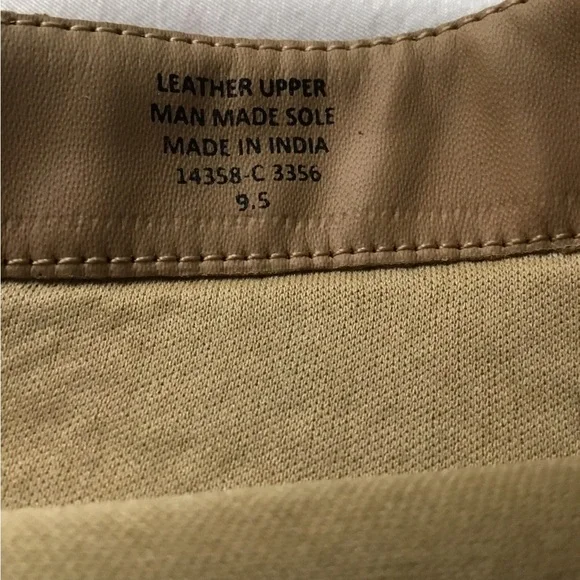 LEATHER UPPER
MAN MADE SOLE
MADE IN INDIA
14358-C 3356
9.5